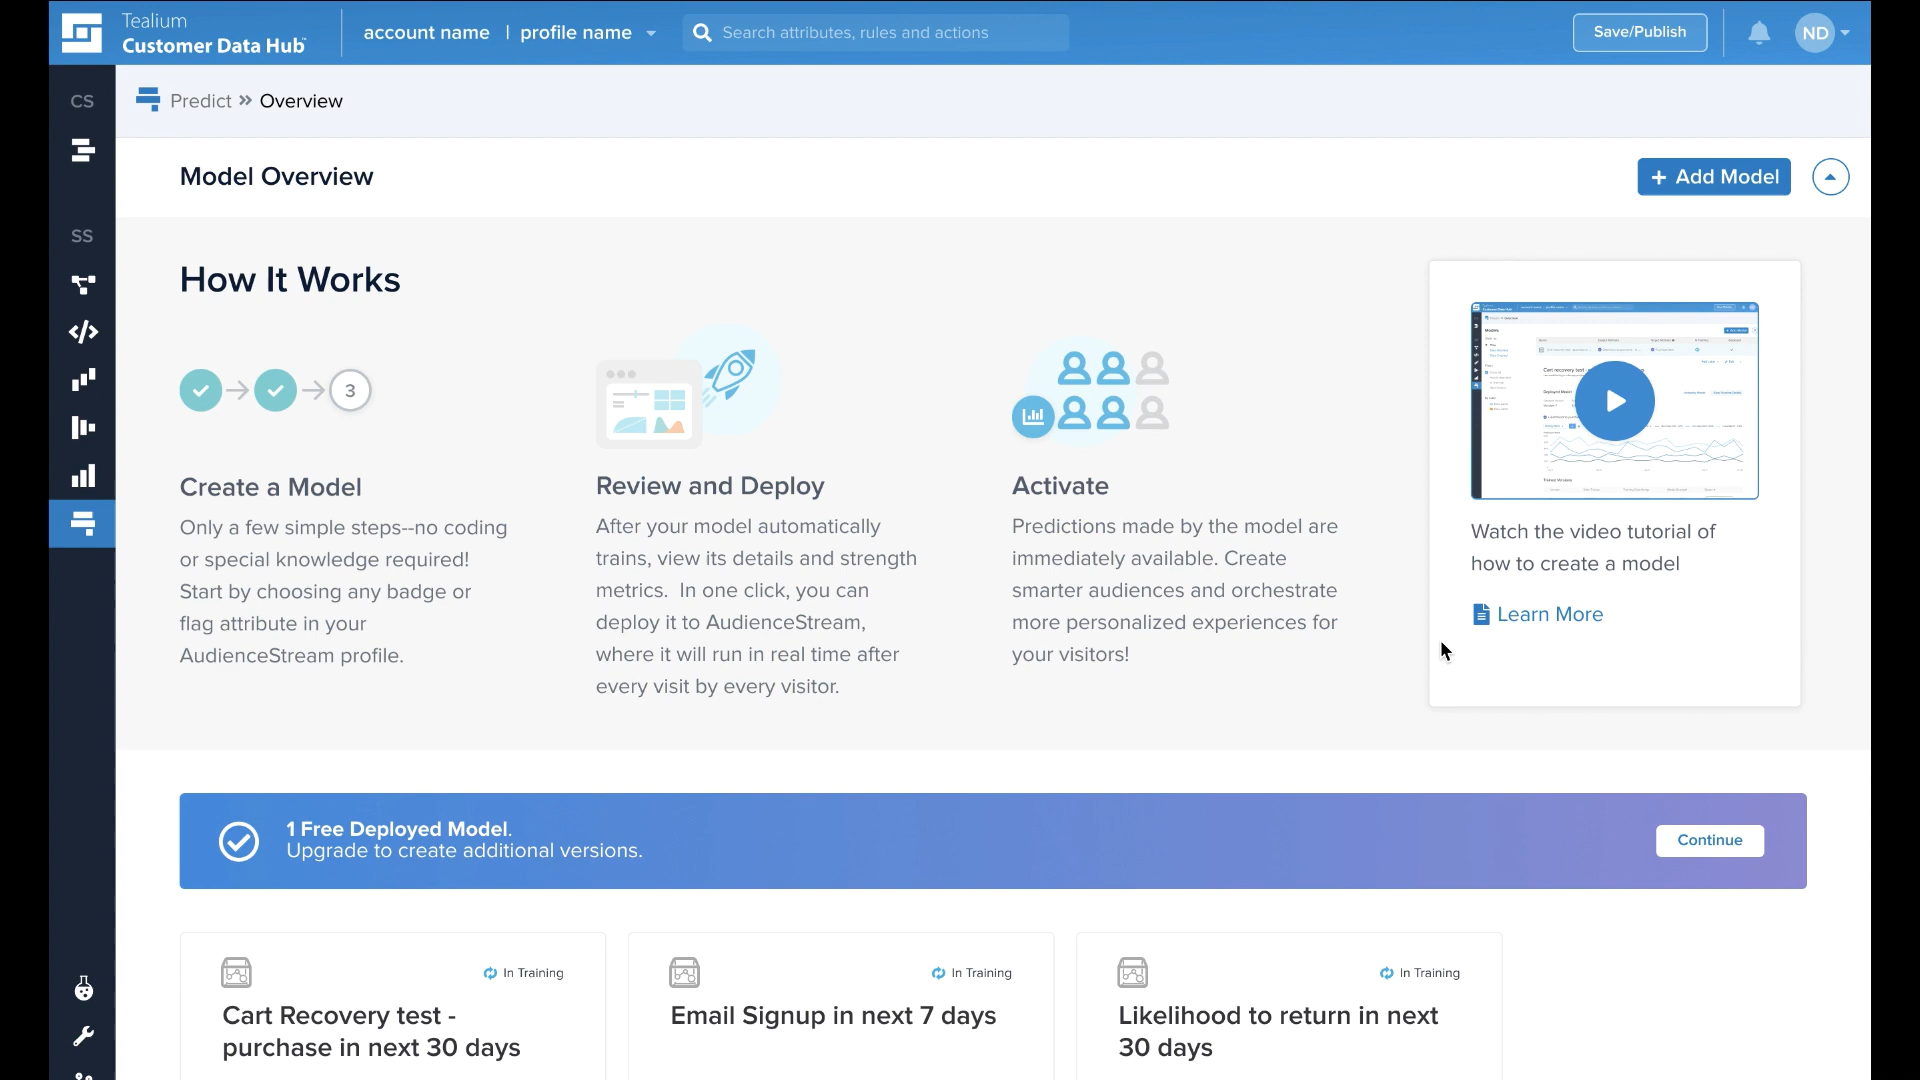 Tealium
Customer Data Hub™
account name | profile name
Search attributes, rules and actions
Save/Publish
ND
CS
SS
Predict » Overview
Model Overview
+ Add Model
How It Works
3
Create a Model
Only a few simple steps--no coding
or special knowledge required!
Start by choosing any badge or
flag attribute in your
AudienceStream profile.
Review and Deploy
After your model automatically
trains, view its details and strength
metrics. In one click, you can
deploy it to AudienceStream,
where it will run in real time after
every visit by every visitor.
Activate
Predictions made by the model are
immediately available. Create
smarter audiences and orchestrate
more personalized experiences for
your visitors!
Watch the video tutorial of
how to create a model
Learn More
1 Free Deployed Model.
Upgrade to create additional versions.
Continue
In Training
Cart Recovery test -
purchase in next 30 days
In Training
Email Signup in next 7 days
In Training
Likelihood to return in next
30 days